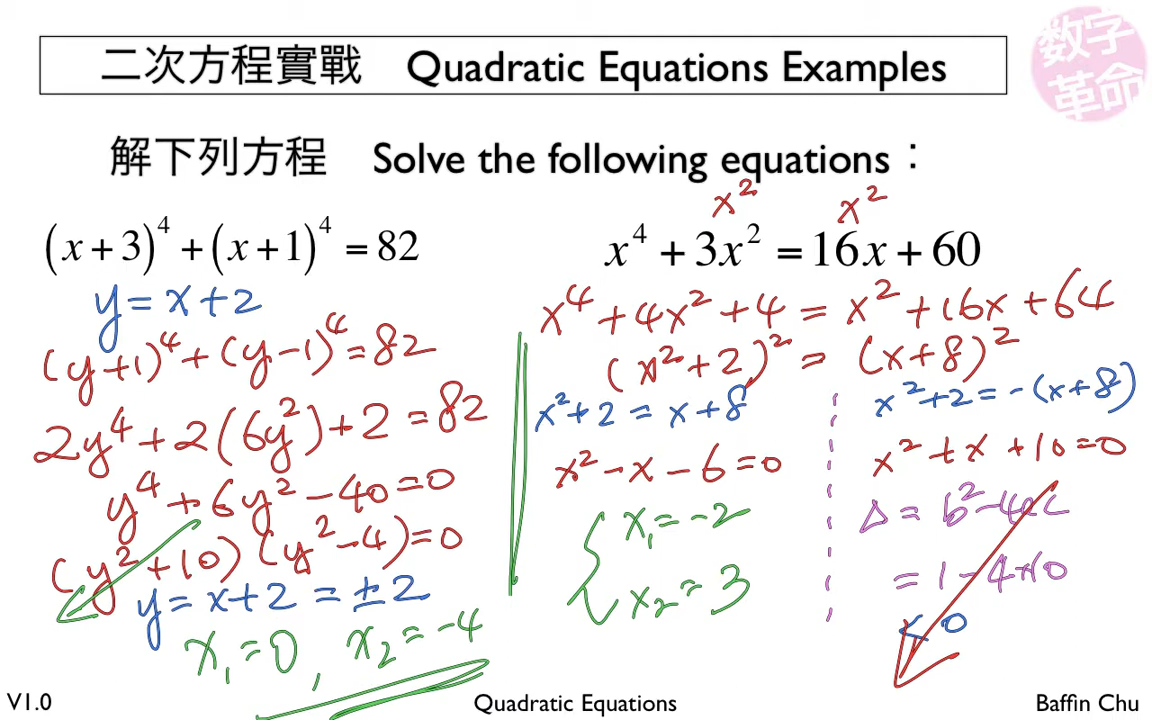 二次方程實戰 Quadratic Equations Examples
数字
革命
解下列方程 Solve the following equations：
(x+3)⁴+(x+1)⁴=82
y=x+2
(y+1)⁴+(y-1)⁴=82
2y⁴+2(6y²)+2=82
y⁴+6y²-40=0
(y²+10)(y²-4)=0
y=x+2=±2
x₁=0, x₂=-4
x² x²
x⁴+3x²=16x+60
x⁴+4x²+4=x²+16x+64
(x²+2)²=(x+8)²
x²+2=x+8
x²-x-6=0
x₁=-2
x₂=3
x²+2=-(x+8)
x²+x+10=0
Δ=b²-4ac
=1-4×10
<0
V1.0 Quadratic Equations Baffin Chu